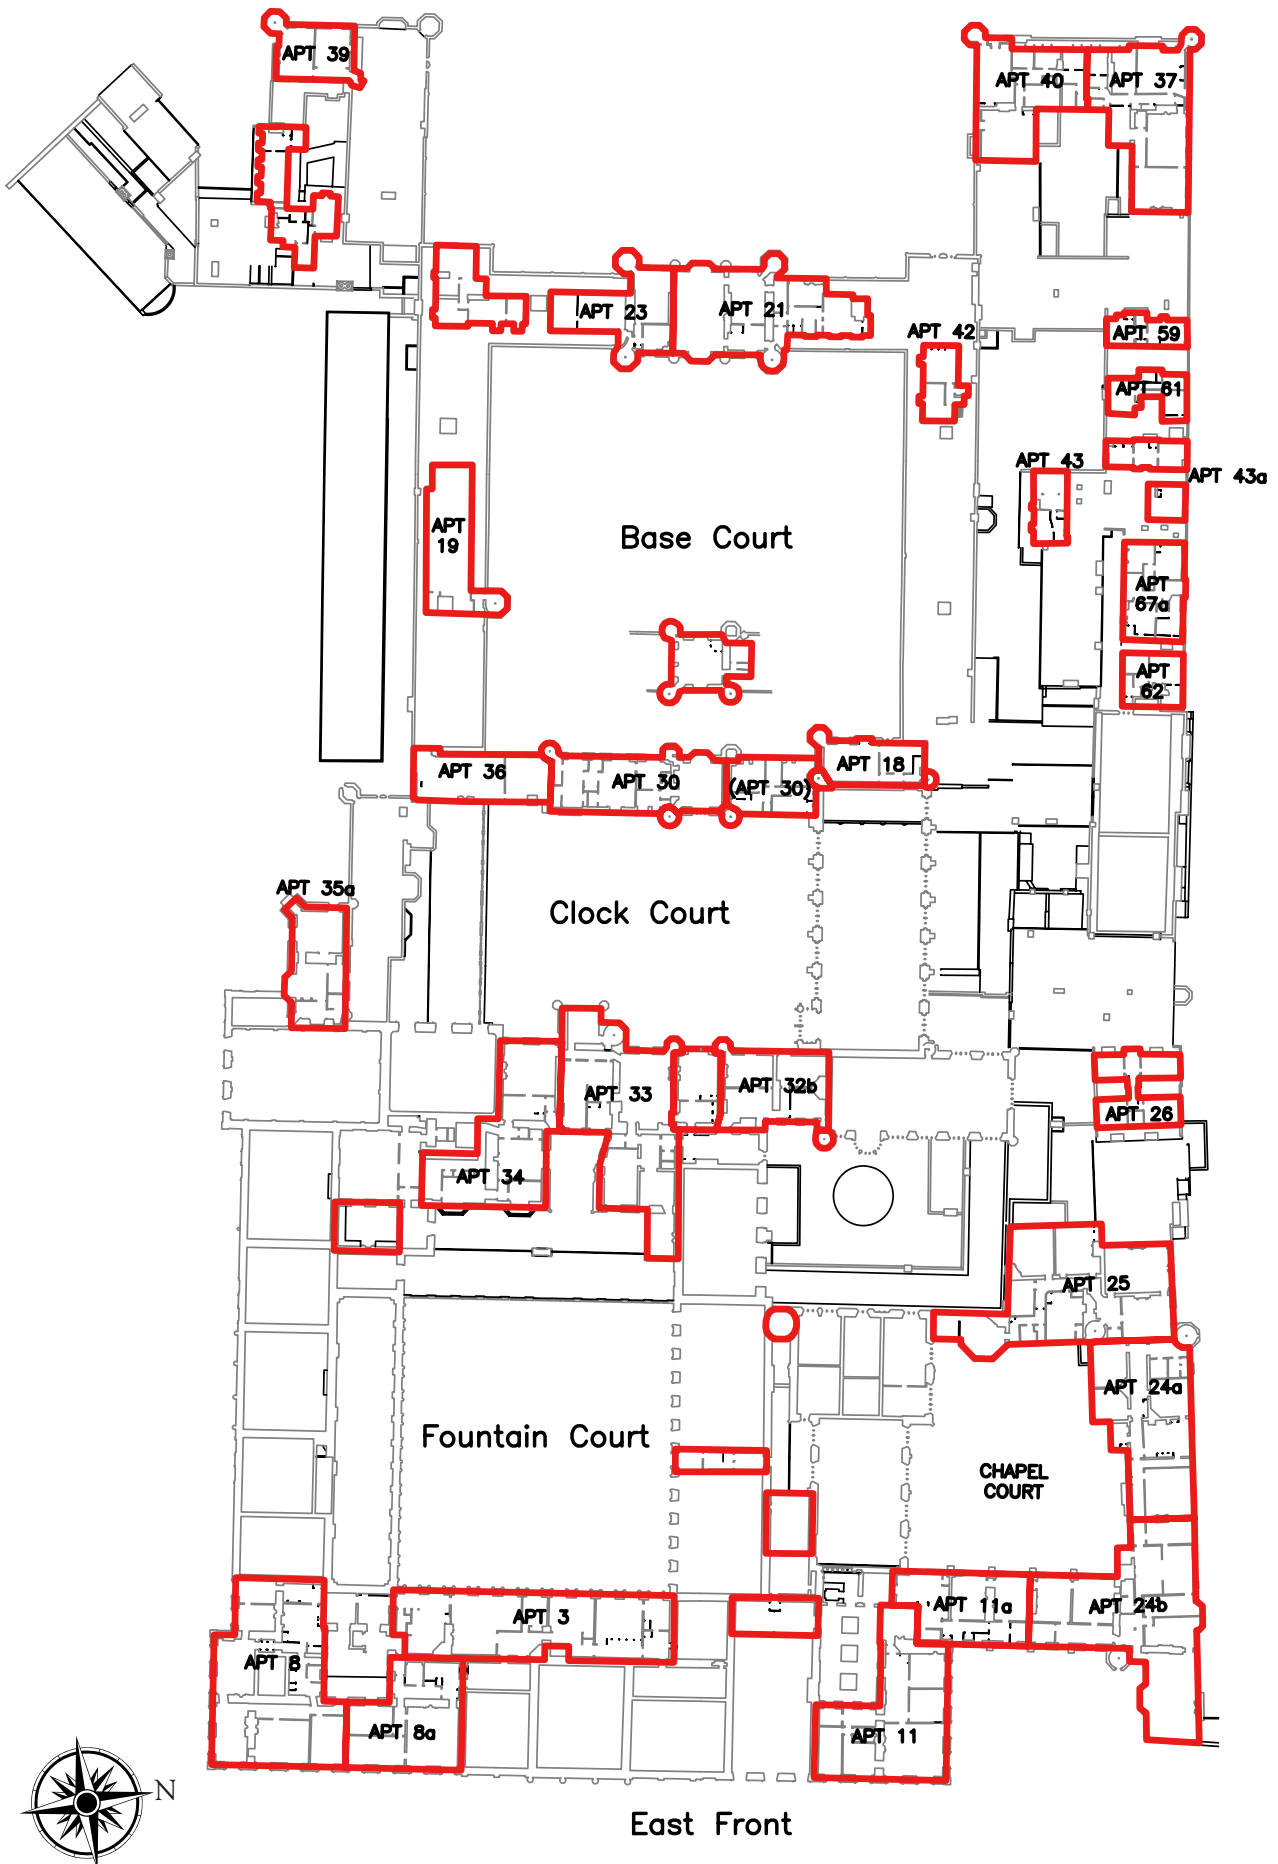 APT 39
APT 40
APT 37
APT 23
APT 21
APT 42
APT 59
APT 61
APT 43
APT 43a
APT
19
Base Court
APT
67a
APT
62
APT 36
APT 30
(APT 30)
APT 18
APT 35a
Clock Court
APT 33
APT 32b
APT 26
APT 34
APT 25
APT 24a
Fountain Court
CHAPEL
COURT
APT 3
APT 11a
APT 24b
APT 8
APT 8a
APT 11
N
East Front